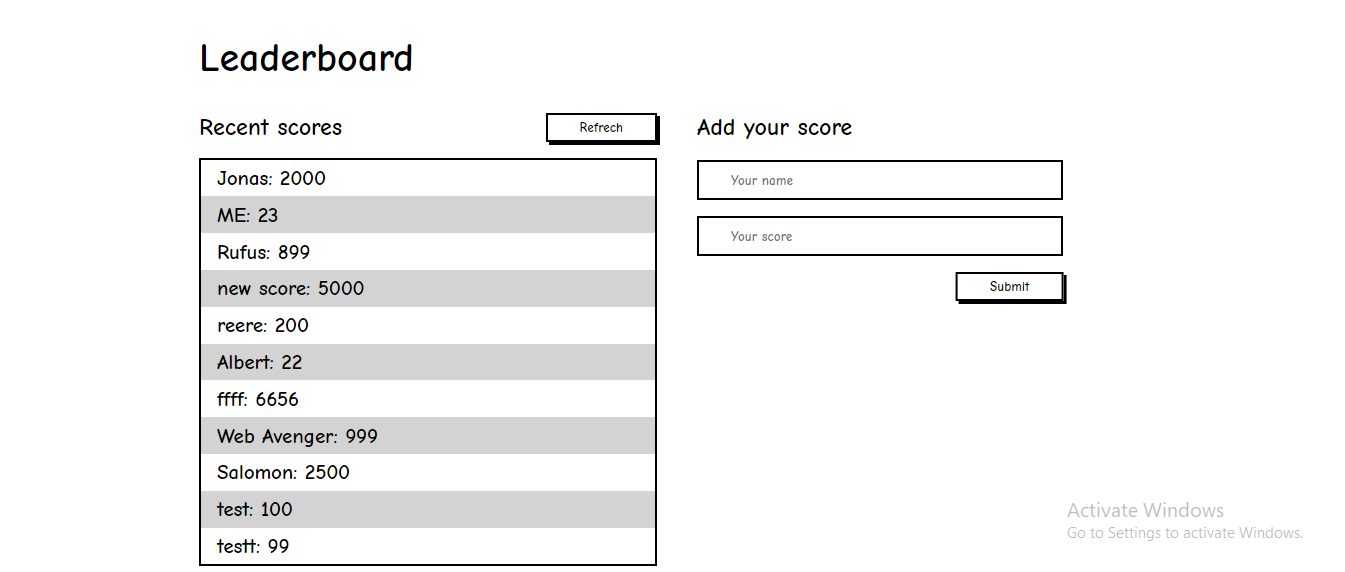 Leaderboard
Recent scores
Refrech
Jonas: 2000
ME: 23
Rufus: 899
new score: 5000
reere: 200
Albert: 22
ffff: 6656
Web Avenger: 999
Salomon: 2500
test: 100
testt: 99
Add your score
Your name
Your score
Submit
Activate Windows
Go to Settings to activate Windows.